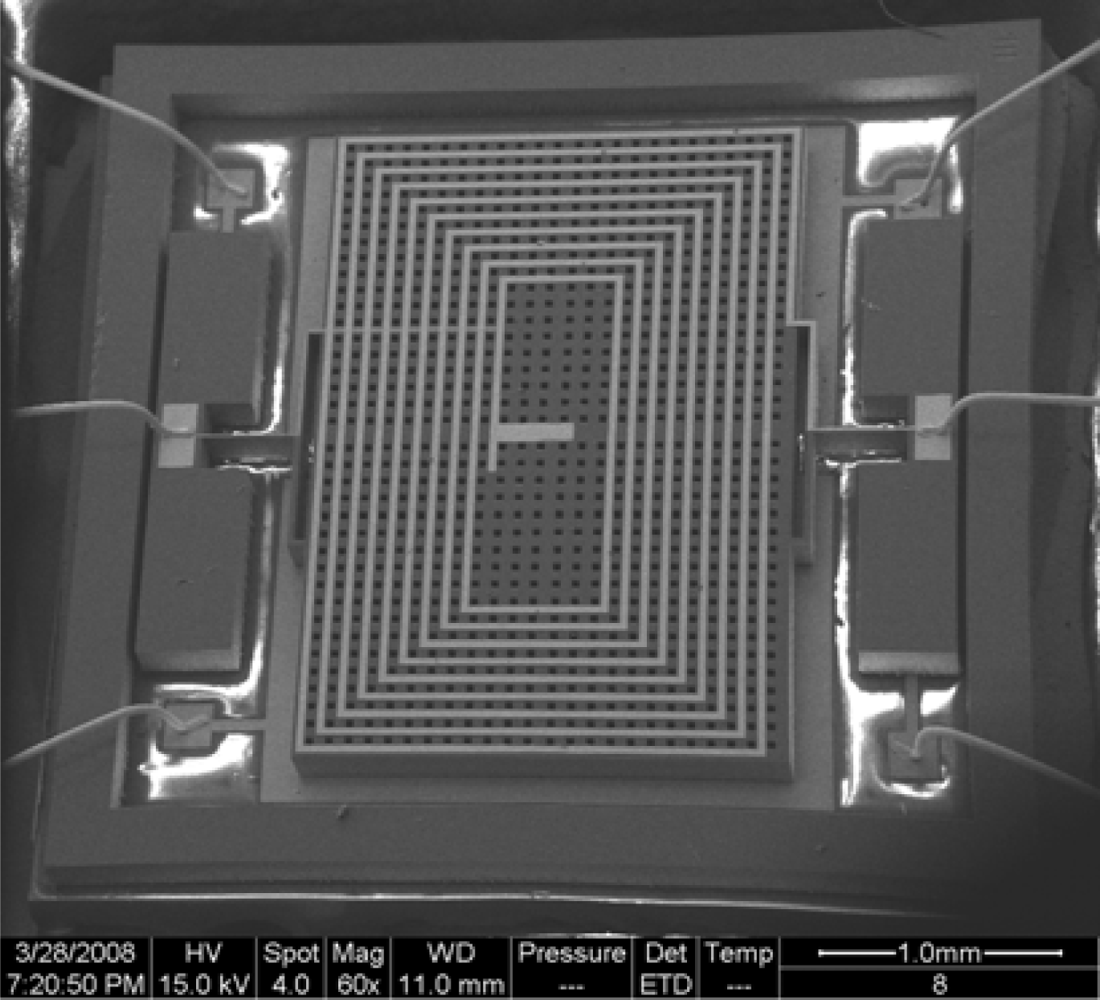 3/28/2008 HV Spot Mag WD Pressure Det Temp 1.0mm
7:20:50 PM 15.0 kV 4.0 60x 11.0 mm --- ETD --- 8